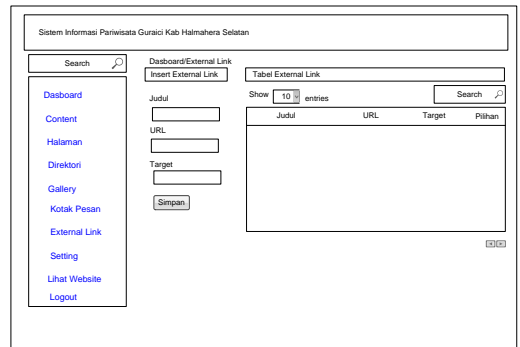 Sistem Informasi Pariwisata Guraici Kab Halmahera Selatan
Search
Dasboard
Content
Halaman
Direktori
Gallery
Kotak Pesan
External Link
Setting
Lihat Website
Logout
Dasboard/External Link
Insert External Link
Judul
URL
Target
Simpan
Tabel External Link
Show 10 entries
Search
Judul URL Target Pilihan